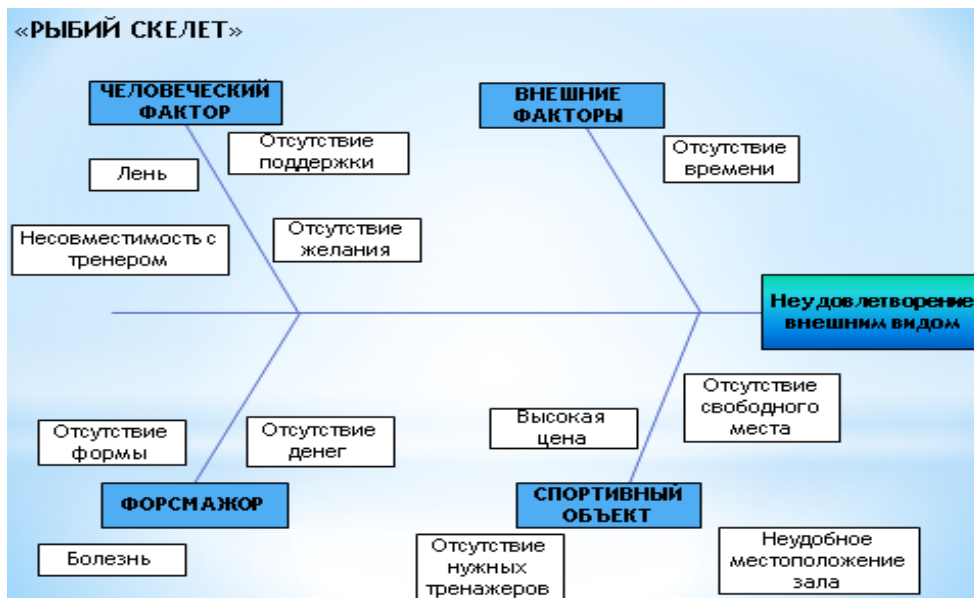 «РЫБИЙ СКЕЛЕТ»
ЧЕЛОВЕЧЕСКИЙ
ФАКТОР
ВНЕШНИЕ
ФАКТОРЫ
Отсутствие
поддержки
Лень
Отсутствие
времени
Несовместимость с
тренером
Отсутствие
желания
Неудовлетворение
внешним видом
Отсутствие
формы
Отсутствие
денег
Высокая
цена
Отсутствие
свободного
места
ФОРСМАЖОР
СПОРТИВНЫЙ
ОБЪЕКТ
Болезнь
Отсутствие
нужных
тренажеров
Неудобное
местоположение
зала